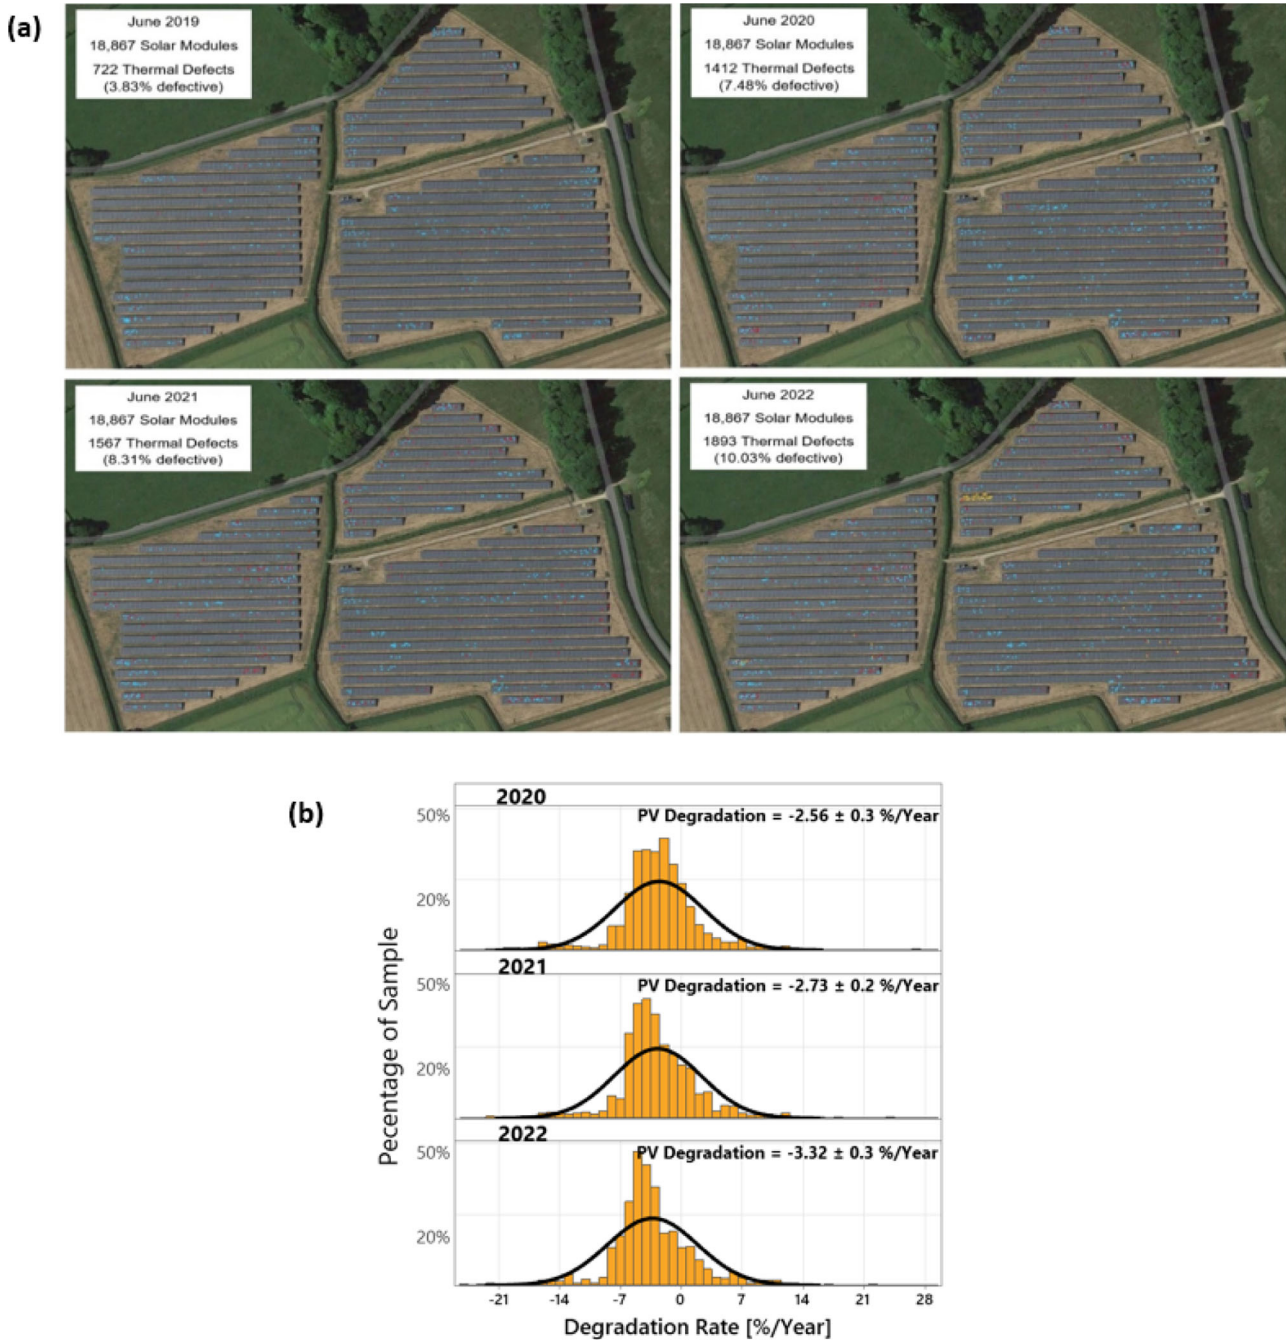 (a)
June 2019
18,867 Solar Modules
722 Thermal Defects
(3.83% defective)
June 2020
18,867 Solar Modules
1412 Thermal Defects
(7.48% defective)
June 2021
18,867 Solar Modules
1567 Thermal Defects
(8.31% defective)
June 2022
18,867 Solar Modules
1893 Thermal Defects
(10.03% defective)
(b)
2020
50%
PV Degradation = -2.56 ± 0.3 %/Year
20%
2021
50%
PV Degradation = -2.73 ± 0.2 %/Year
20%
2022
50%
PV Degradation = -3.32 ± 0.3 %/Year
20%
Pecentage of Sample
-21 -14 -7 0 7 14 21 28
Degradation Rate [%/Year]